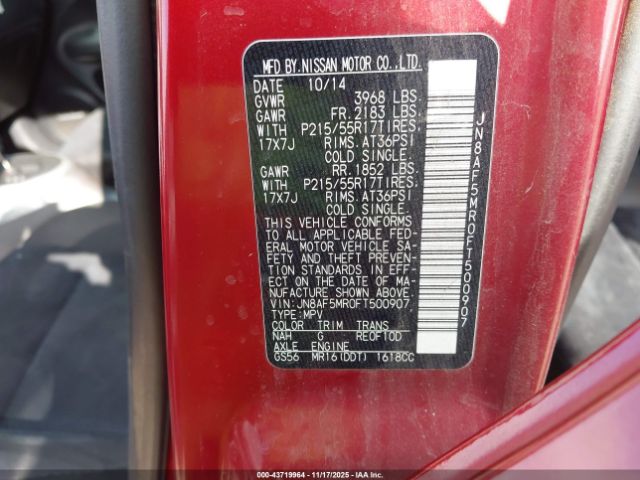 MFD BY. NISSAN MOTOR CO.,LTD.
DATE 10/14
GVWR 3968 LBS.
GAWR FR. 2183 LBS.
WITH P215/55R17TIRES.
17X7J RIMS. AT36PSI
COLD SINGLE.
GAWR RR. 1852 LBS.
WITH P215/55R17TIRES.
17X7J RIMS. AT36PSI
COLD SINGLE.
THIS VEHICLE CONFORMS
TO ALL APPLICABLE FED-
ERAL MOTOR VEHICLE SA-
FETY AND THEFT PREVEN-
TION STANDARDS IN EFF-
ECT ON THE DATE OF MA-
NUFACTURE SHOWN ABOVE.
VIN:JN8AF5MR0FT500907
TYPE:MPV
COLOR TRIM TRANS
NAH G RE0F10D
AXLE ENGINE
GS56 MR16(DDT) 1618CC
JN8AF5MR0FT500907
000-43719964 | 11/17/2025 - COPART/IAA